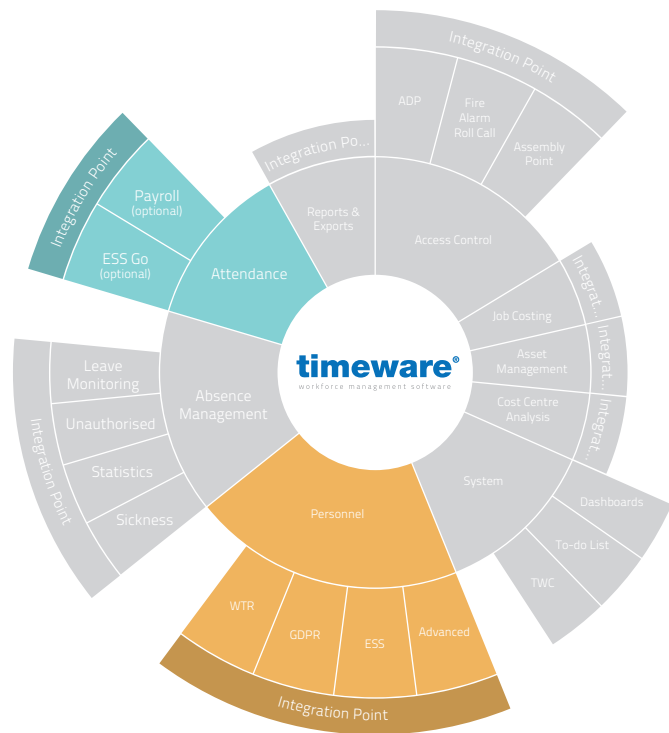 Integration Point
ADP
Fire
Alarm
Roll Call
Assembly
Point
Integration Po...
Reports &
Exports
Access Control
Integration Point
Payroll
(optional)
ESS Go
(optional)
Attendance
Job Costing
Integrat...
Asset
Management
Integrat...
Cost Centre
Analysis
Integrat...
timeware®
workforce management software
Absence
Management
Leave
Monitoring
Unauthorised
Statistics
Sickness
Integration Point
System
Dashboards
To-do List
TWC
Personnel
WTR
GDPR
ESS
Advanced
Integration Point